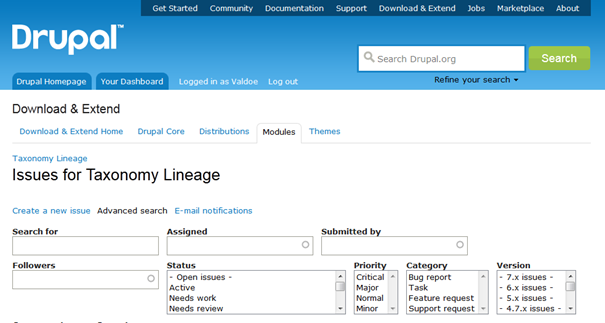 Get Started Community Documentation Support Download & Extend Jobs Marketplace About
Drupal™
Search Drupal.org Search
Refine your search
Drupal Homepage Your Dashboard Logged in as Valdoe Log out
Download & Extend
Download & Extend Home Drupal Core Distributions Modules Themes
Taxonomy Lineage
Issues for Taxonomy Lineage
Create a new issue Advanced search E-mail notifications
Search for Assigned Submitted by
Followers Status Priority Category Version
- Open issues - Critical Bug report - 7.x issues -
Active Major Task - 6.x issues -
Needs work Normal Feature request - 5.x issues -
Needs review Minor Support request - 4.7.x issues -